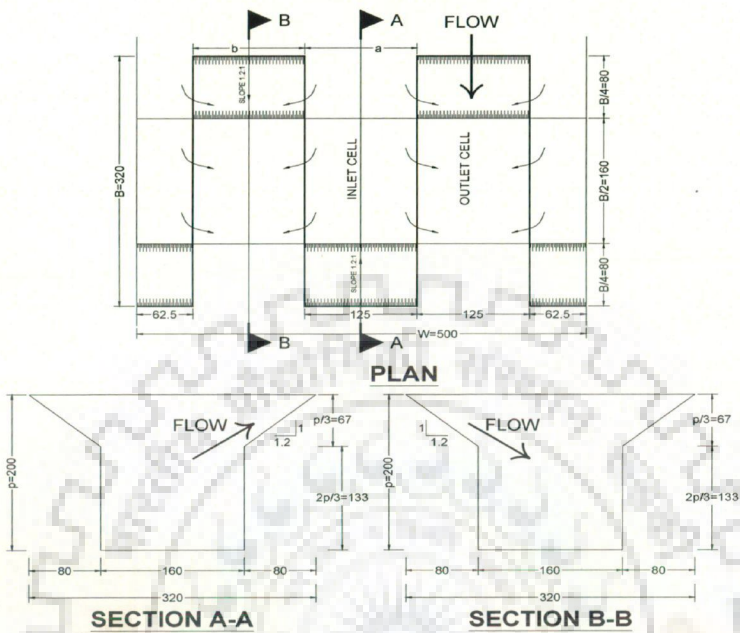 B
A
FLOW
b
a
SLOPE 1.2:1
B/4=80
B=320
INLET CELL
OUTLET CELL
B/2=160
SLOPE 1.2:1
B/4=80
62.5
125
125
62.5
B
A
W=500
PLAN
p=200
FLOW
1
1.2
p/3=67
2p/3=133
80
160
80
320
SECTION A-A
p=200
1
1.2
FLOW
p/3=67
2p/3=133
80
160
80
320
SECTION B-B